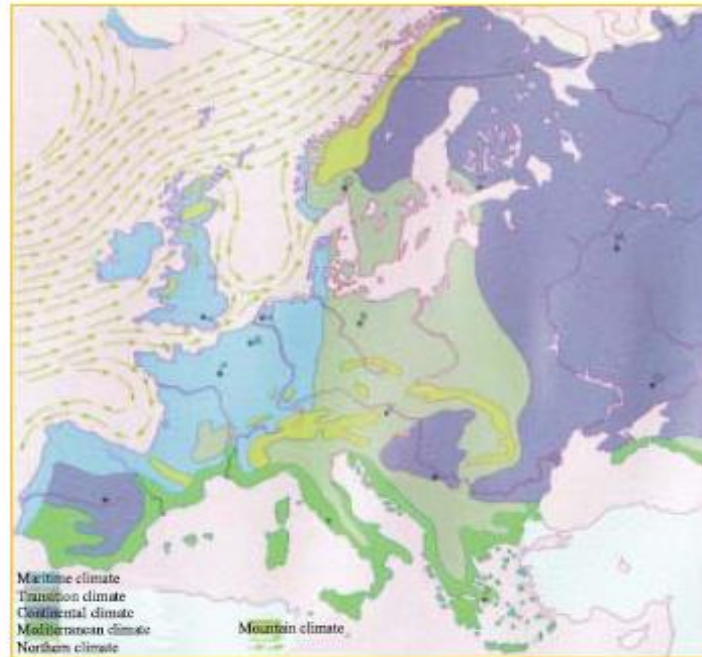 Maritime climate
Transition climate
Continental climate
Mediterranean climate
Northern climate
Mountain climate